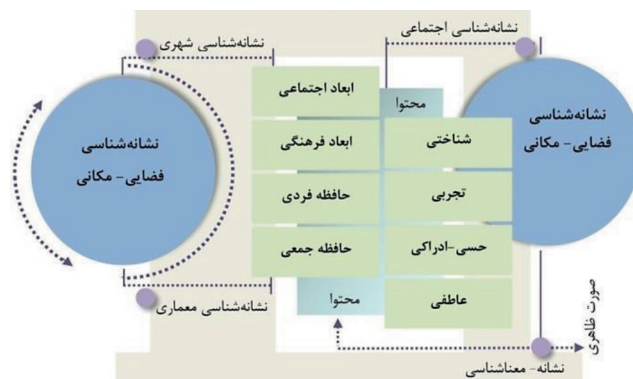 نشانه‌شناسی اجتماعی
نشانه‌شناسی شهری
نشانه‌شناسی
فضایی- مکانی
محتوا
شناختی
تجربی
حسی-ادراکی
عاطفی
ابعاد اجتماعی
ابعاد فرهنگی
حافظه فردی
حافظه جمعی
محتوا
نشانه‌شناسی
فضایی- مکانی
نشانه‌شناسی معماری
صورت ظاهری
نشانه- معناشناسی